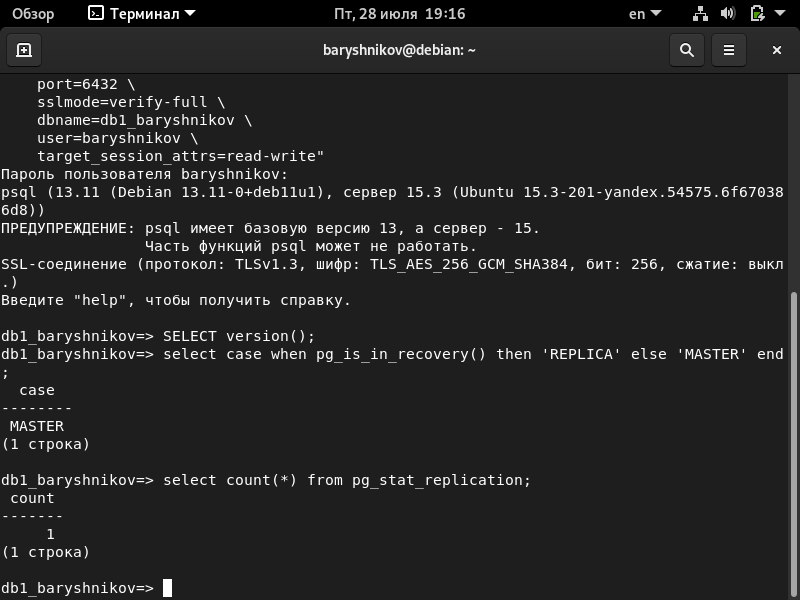 Обзор Терминал Пт, 28 июля 19:16 en
baryshnikov@debian: ~
port=6432 \
sslmode=verify-full \
dbname=db1_baryshnikov \
user=baryshnikov \
target_session_attrs=read-write"
Пароль пользователя baryshnikov:
psql (13.11 (Debian 13.11-0+deb11u1), сервер 15.3 (Ubuntu 15.3-201-yandex.54575.6f67038
6d8))
ПРЕДУПРЕЖДЕНИЕ: psql имеет базовую версию 13, а сервер - 15.
Часть функций psql может не работать.
SSL-соединение (протокол: TLSv1.3, шифр: TLS_AES_256_GCM_SHA384, бит: 256, сжатие: выкл
.)
Введите "help", чтобы получить справку.
db1_baryshnikov=> SELECT version();
db1_baryshnikov=> select case when pg_is_in_recovery() then 'REPLICA' else 'MASTER' end
;
case
--------
MASTER
(1 строка)
db1_baryshnikov=> select count(*) from pg_stat_replication;
count
-------
1
(1 строка)
db1_baryshnikov=>